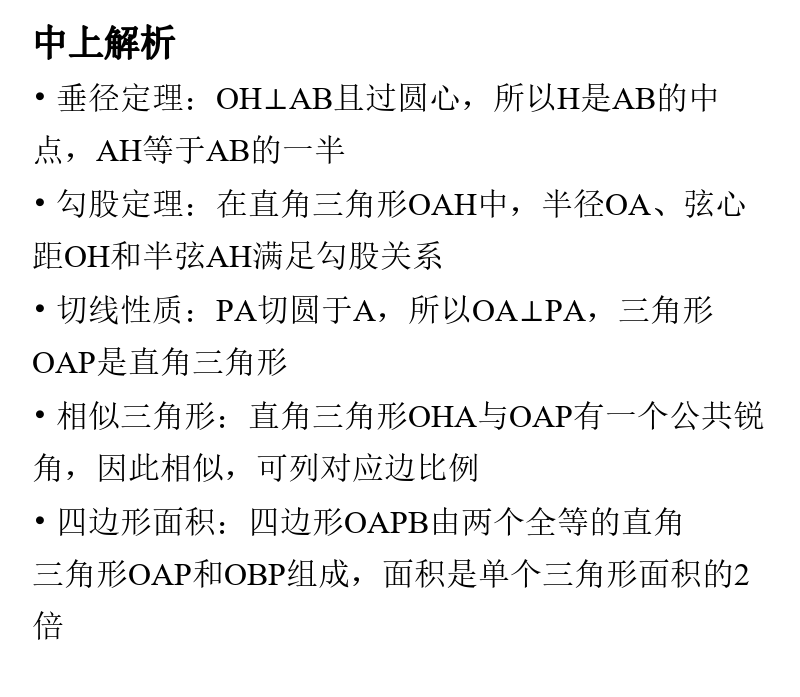 中上解析
• 垂径定理：OH⊥AB且过圆心，所以H是AB的中
点，AH等于AB的一半
• 勾股定理：在直角三角形OAH中，半径OA、弦心
距OH和半弦AH满足勾股关系
• 切线性质：PA切圆于A，所以OA⊥PA，三角形
OAP是直角三角形
• 相似三角形：直角三角形OHA与OAP有一个公共锐
角，因此相似，可列对应边比例
• 四边形面积：四边形OAPB由两个全等的直角
三角形OAP和OBP组成，面积是单个三角形面积的2
倍